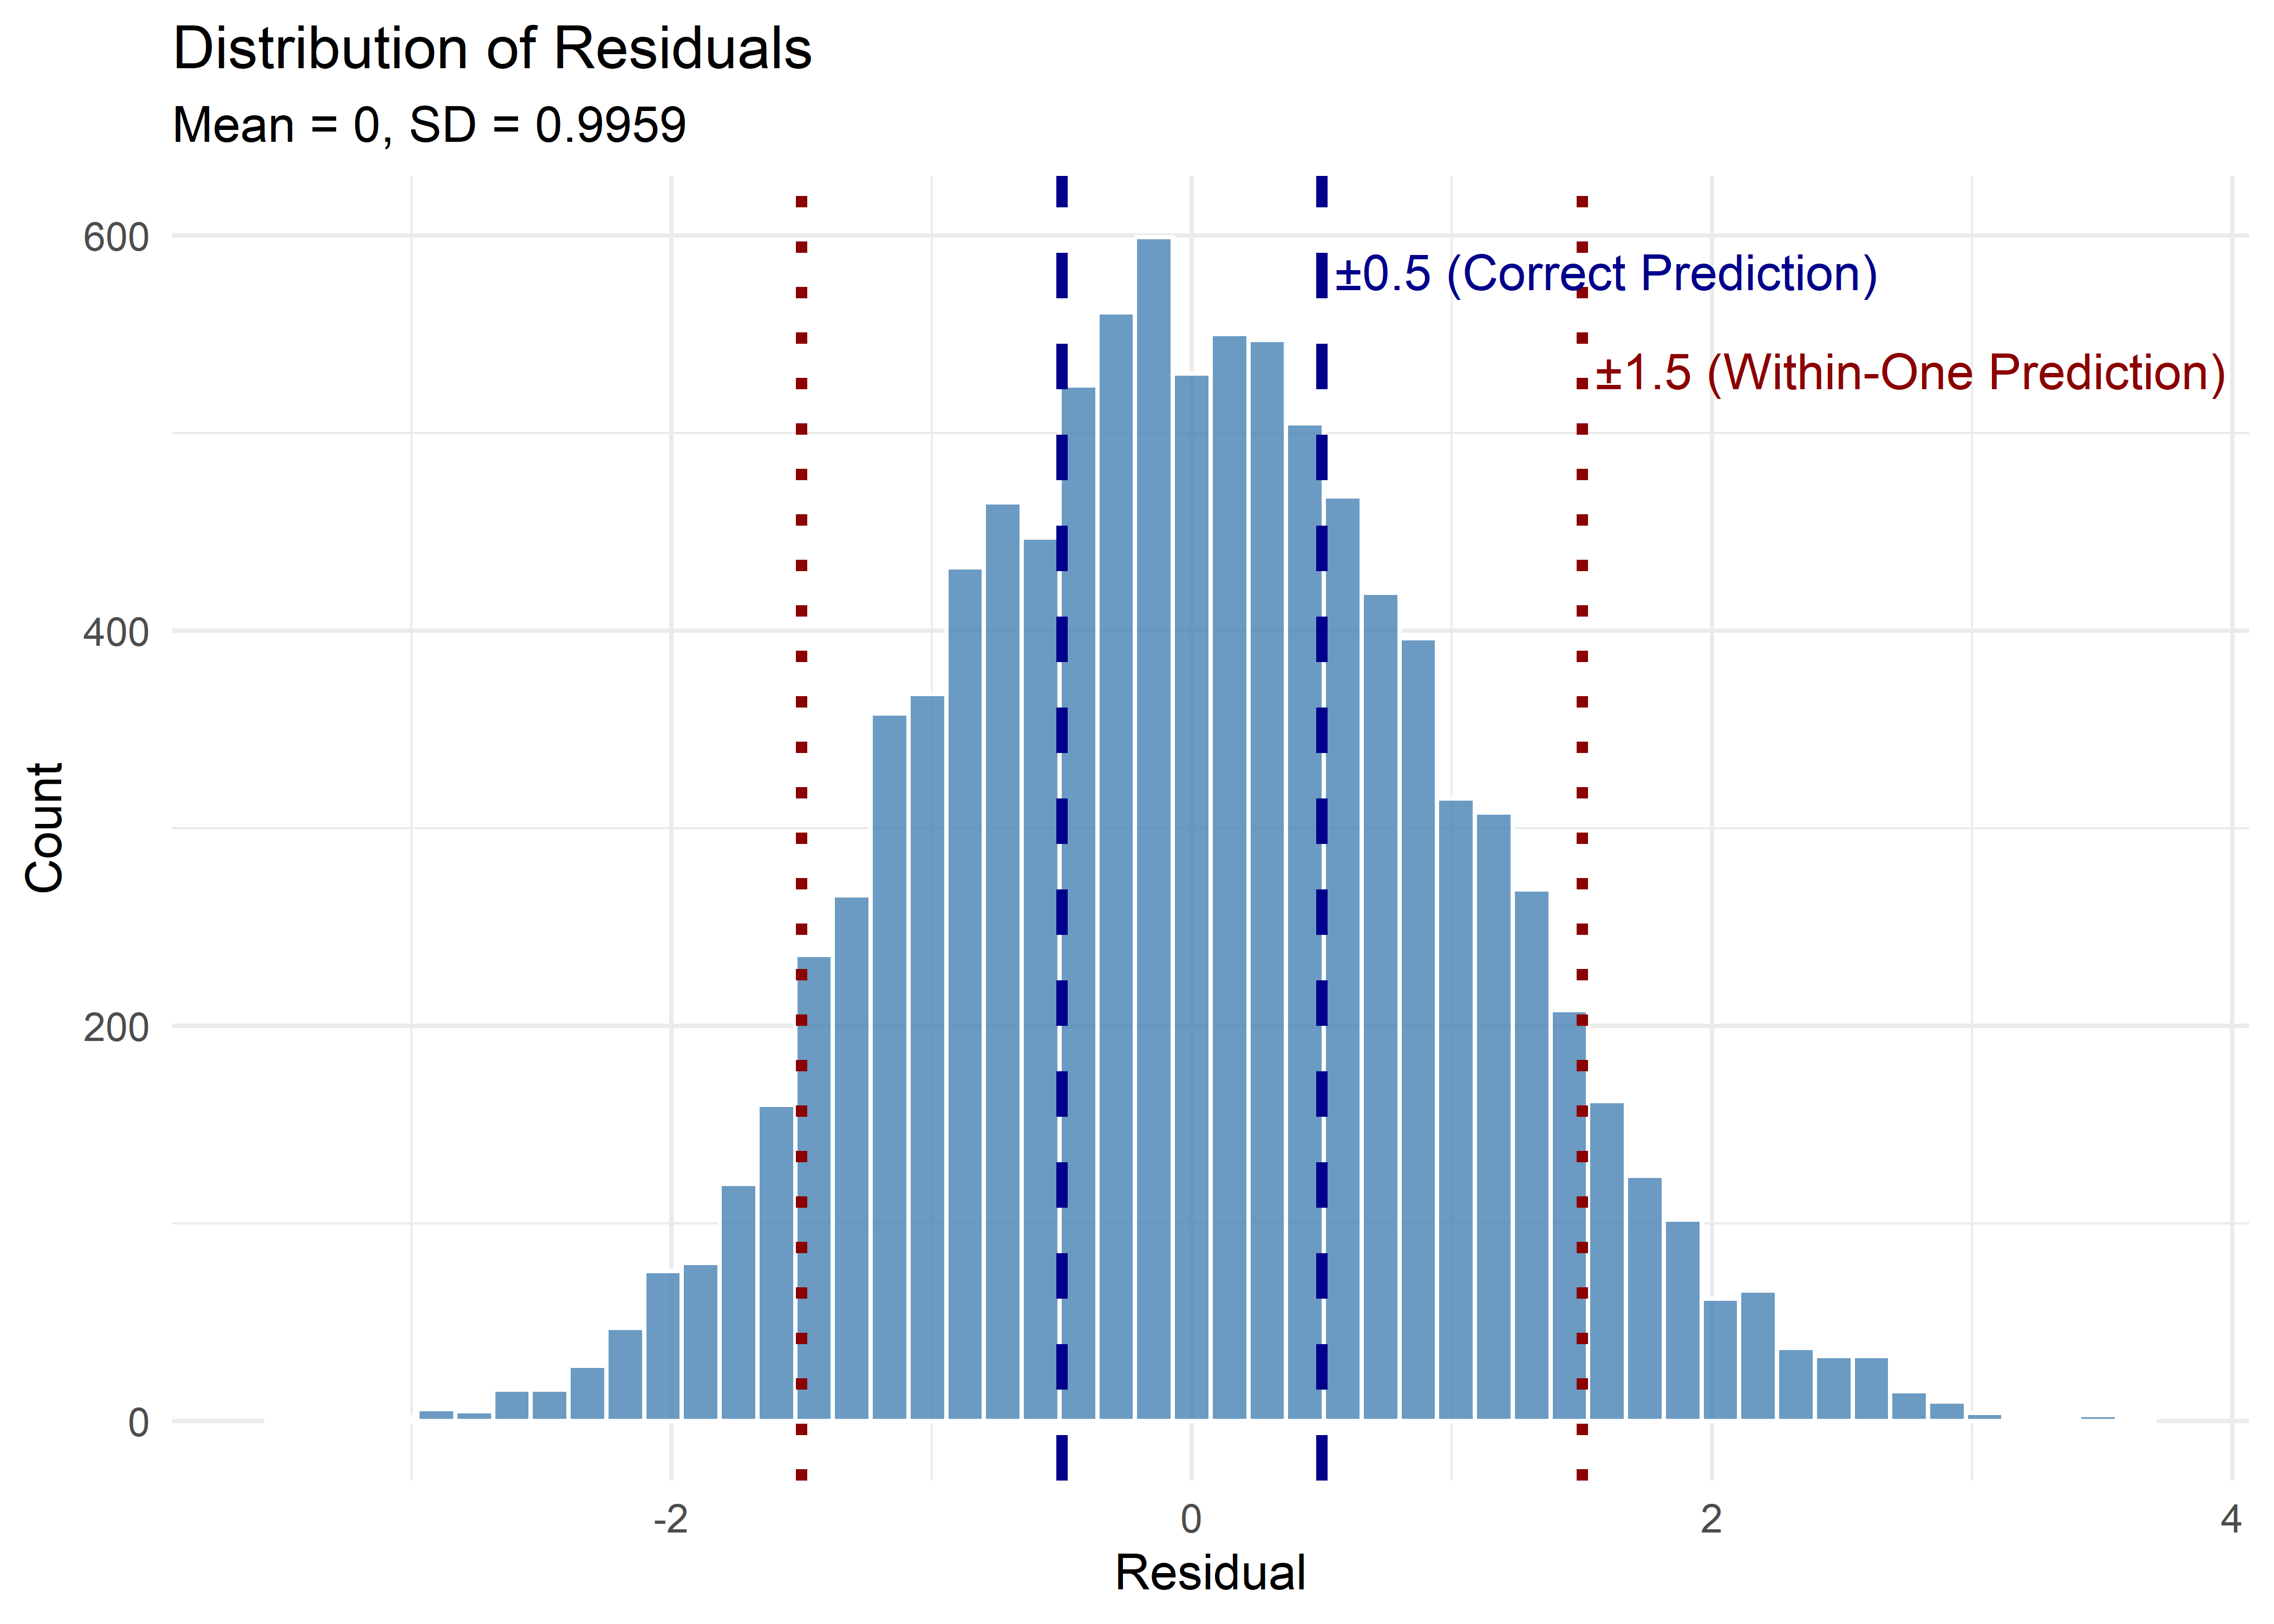 Distribution of Residuals
Mean = 0, SD = 0.9959
600
±0.5 (Correct Prediction)
±1.5 (Within-One Prediction)
400
Count
200
0
-2 0 2 4
Residual